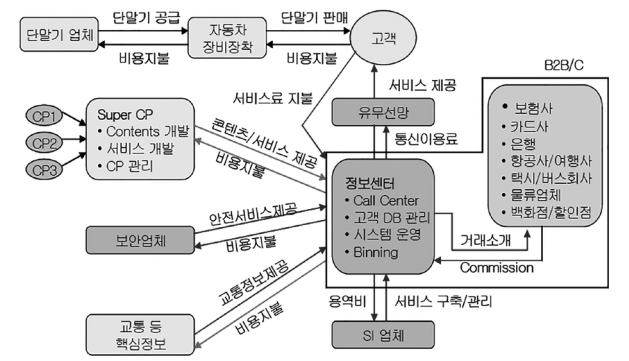 단말기 업체
단말기 공급
비용지불
자동차
장비장착
단말기 판매
비용지불
고객
서비스료 지불
서비스 제공
유무선망
통신이용료
B2B/C
CP1
CP2
CP3
Super CP
• Contents 개발
• 서비스 개발
• CP 관리
콘텐츠/서비스 제공
비용지불
정보센터
• Call Center
• 고객 DB 관리
• 시스템 운영
• Binning
• 보험사
• 카드사
• 은행
• 항공사/여행사
• 택시/버스회사
• 물류업체
• 백화점/할인점
거래소개
Commission
보안업체
안전서비스제공
비용지불
교통 등
핵심정보
교통정보제공
비용지불
용역비
서비스 구축/관리
SI 업체